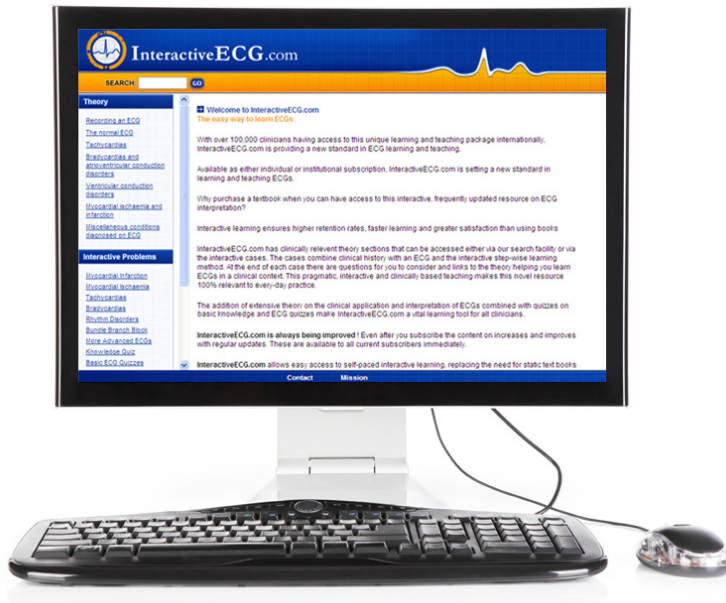 InteractiveECG.com
SEARCH: GO
Theory
Recording an ECG
The normal ECG
Tachycardias
Bradycardias and
atrioventricular conduction
disorders
Ventricular conduction
disorders
Myocardial ischaemia and
infarction
Miscellaneous conditions
diagnosed on ECG
Interactive Problems
Myocardial Infarction
Myocardial Ischaemia
Tachycardias
Bradycardias
Rhythm Disorders
Bundle Branch Block
More Advanced ECGs
Knowledge Quiz
Basic ECG Quizzes
Welcome to InteractiveECG.com
The easy way to learn ECGs
With over 100,000 clinicians having access to this unique learning and teaching package internationally,
InteractiveECG.com is providing a new standard in ECG learning and teaching.
Available as either individual or institutional subscription, InteractiveECG.com is setting a new standard in
learning and teaching ECGs.
Why purchase a textbook when you can have access to this interactive, frequently updated resource on ECG
interpretation?
Interactive learning ensures higher retention rates, faster learning and greater satisfaction than using books
InteractiveECG.com has clinically relevant theory sections that can be accessed either via our search facility or via
the interactive cases. The cases combine clinical history with an ECG and the interactive step-wise learning
method. At the end of each case there are questions for you to consider and links to the theory helping you learn
ECGs in a clinical context. This pragmatic, interactive and clinically based teaching makes this novel resource
100% relevant to every-day practice.
The addition of extensive theory on the clinical application and interpretation of ECGs combined with quizzes on
basic knowledge and ECG quizzes make InteractiveECG.com a vital learning tool for all clinicians.
InteractiveECG.com is always being improved ! Even after you subscribe the content on increases and improves
with regular updates. These are available to all current subscribers immediately.
InteractiveECG.com allows easy access to self-paced interactive learning, replacing the need for static text books
Contact Mission